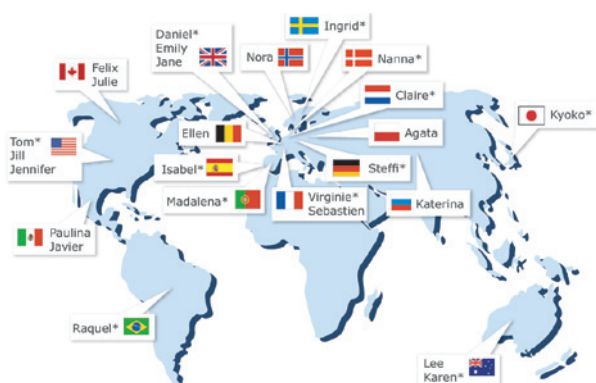 Daniel*
Emily
Jane
Ingrid*
Nora
Nanna*
Felix
Julie
Claire*
Kyoko*
Ellen
Agata
Tom*
Jill
Jennifer
Isabel*
Steffi*
Madalena*
Virginie*
Sebastien
Katerina
Paulina
Javier
Raquel*
Lee
Karen*